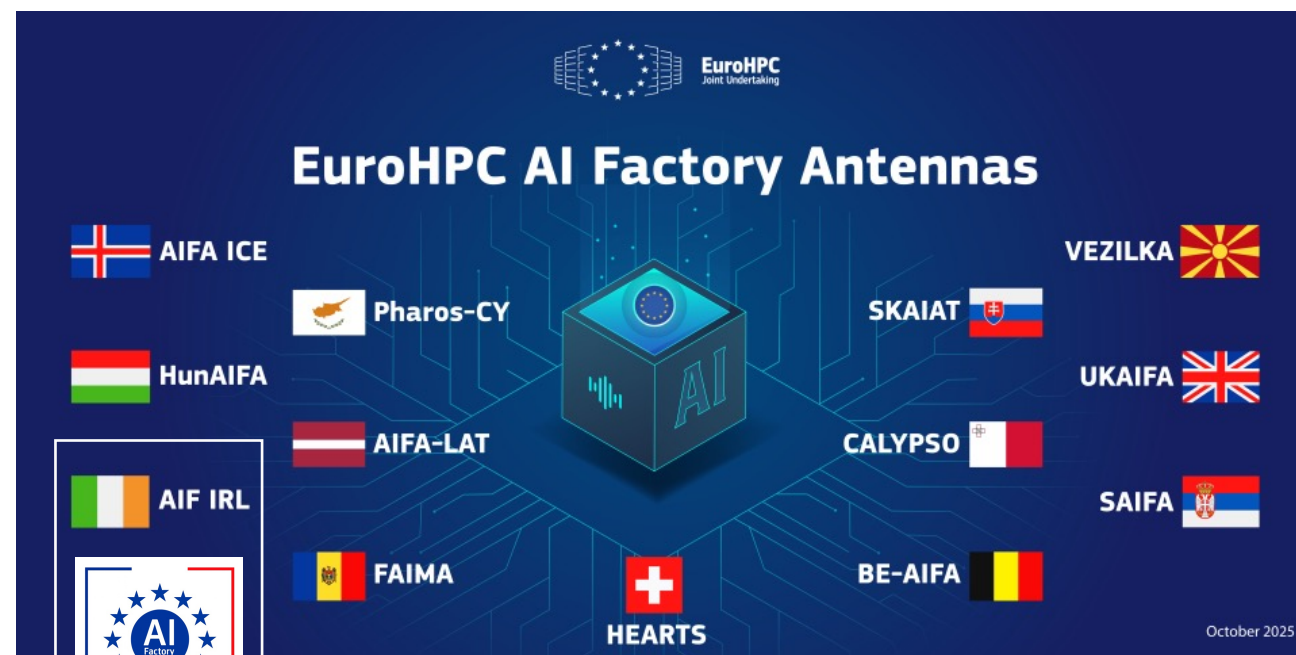 EuroHPC
Joint Undertaking
EuroHPC AI Factory Antennas
AIFA ICE
VEZILKA
Pharos-CY
SKAIAT
HunAIFA
UKAIFA
AI
AIFA-LAT
CALYPSO
AIF IRL
SAIFA
FAIMA
BE-AIFA
HEARTS
AI
Factory
October 2025